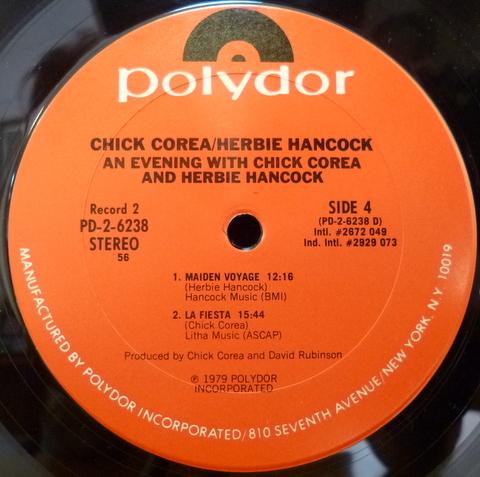 polydor
CHICK COREA/HERBIE HANCOCK
AN EVENING WITH CHICK COREA
AND HERBIE HANCOCK
Record 2
PD-2-6238
STEREO
56
SIDE 4
(PD-2-6238 D)
Intl. #2672 049
Ind. Intl. #2929 073
1. MAIDEN VOYAGE 12:16
(Herbie Hancock)
Hancock Music (BMI)
2. LA FIESTA 15:44
(Chick Corea)
Litha Music (ASCAP)
Produced by Chick Corea and David Rubinson
℗ 1979 POLYDOR
INCORPORATED
MANUFACTURED BY POLYDOR INCORPORATED/810 SEVENTH AVENUE/NEW YORK, N.Y. 10019